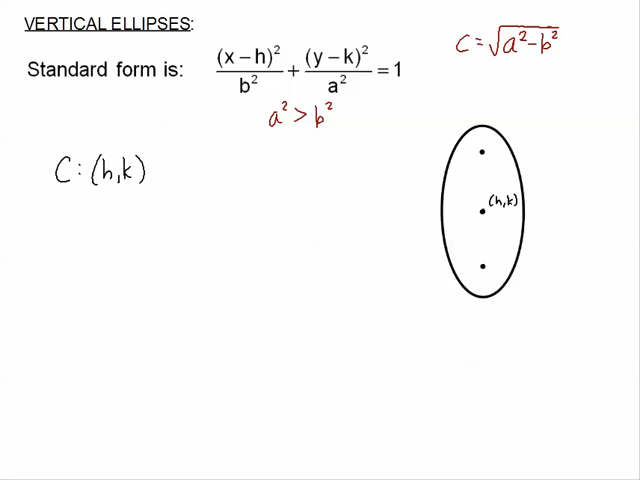 VERTICAL ELLIPSES:
c = √(a² − b²)
Standard form is: (x − h)²/b² + (y − k)²/a² = 1
a² > b²
C: (h,k)
(h,k)